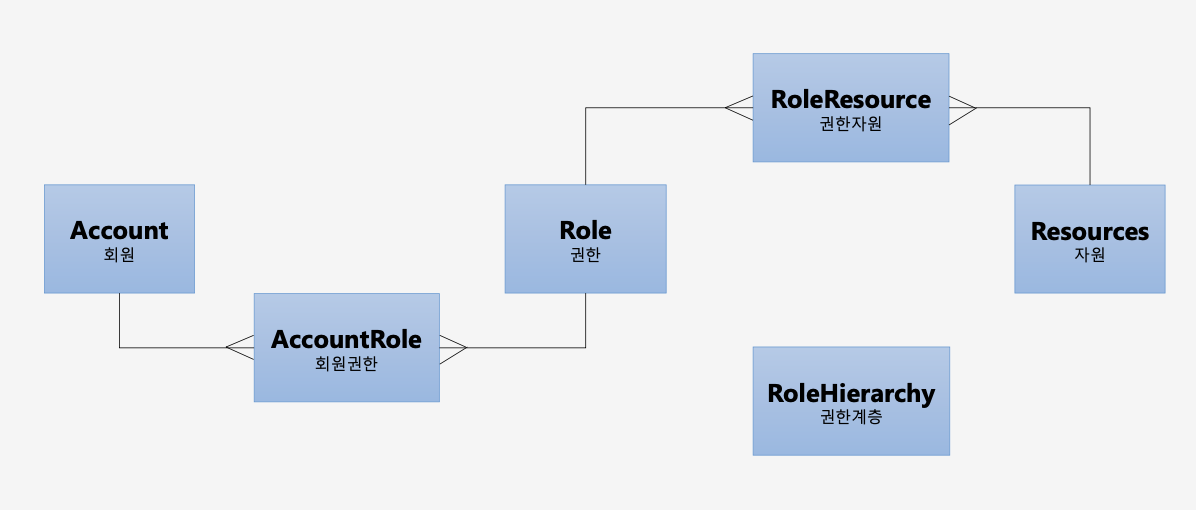 RoleResource
권한자원
Account
회원
Role
권한
Resources
자원
AccountRole
회원권한
RoleHierarchy
권한계층